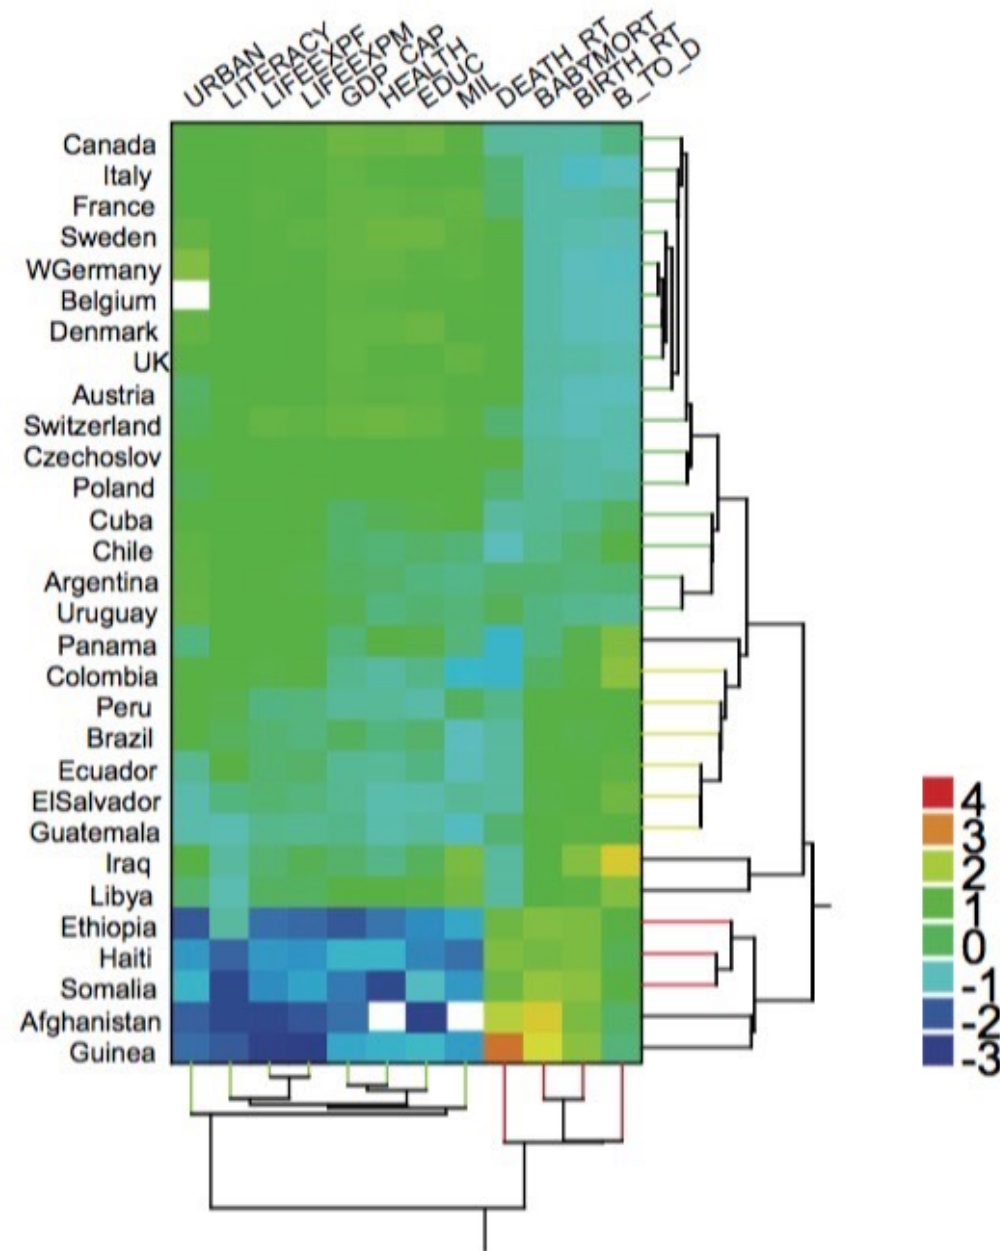 URBAN
LITERACY
LIFEEXPF
LIFEEXPM
GDP_CAP
HEALTH
EDUC
MIL
DEATH_RT
BABYMORT
BIRTH_RT
B_TO_D
Canada
Italy
France
Sweden
WGermany
Belgium
Denmark
UK
Austria
Switzerland
Czechoslov
Poland
Cuba
Chile
Argentina
Uruguay
Panama
Colombia
Peru
Brazil
Ecuador
ElSalvador
Guatemala
Iraq
Libya
Ethiopia
Haiti
Somalia
Afghanistan
Guinea
4
3
2
1
0
-1
-2
-3